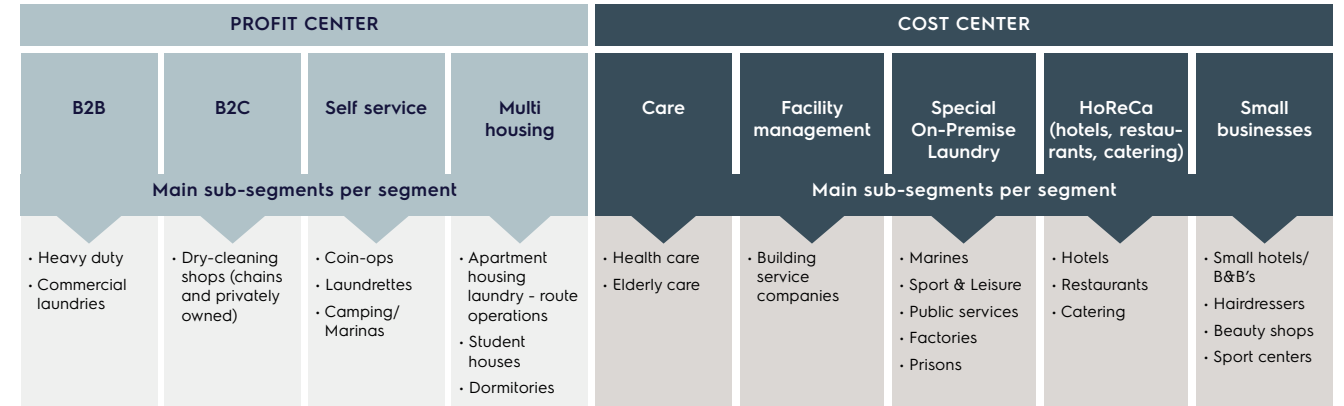 PROFIT CENTER
COST CENTER
B2B
B2C
Self service
Multi
housing
Care
Facility
management
Special
On-Premise
Laundry
HoReCa
(hotels, restau-
rants, catering)
Small
businesses
Main sub-segments per segment
Main sub-segments per segment
· Heavy duty
· Commercial
laundries
· Dry-cleaning
shops (chains
and privately
owned)
· Coin-ops
· Laundrettes
· Camping/
Marinas
· Apartment
housing
laundry - route
operations
· Student
houses
· Dormitories
· Health care
· Elderly care
· Building
service
companies
· Marines
· Sport & Leisure
· Public services
· Factories
· Prisons
· Hotels
· Restaurants
· Catering
· Small hotels/
B&B’s
· Hairdressers
· Beauty shops
· Sport centers